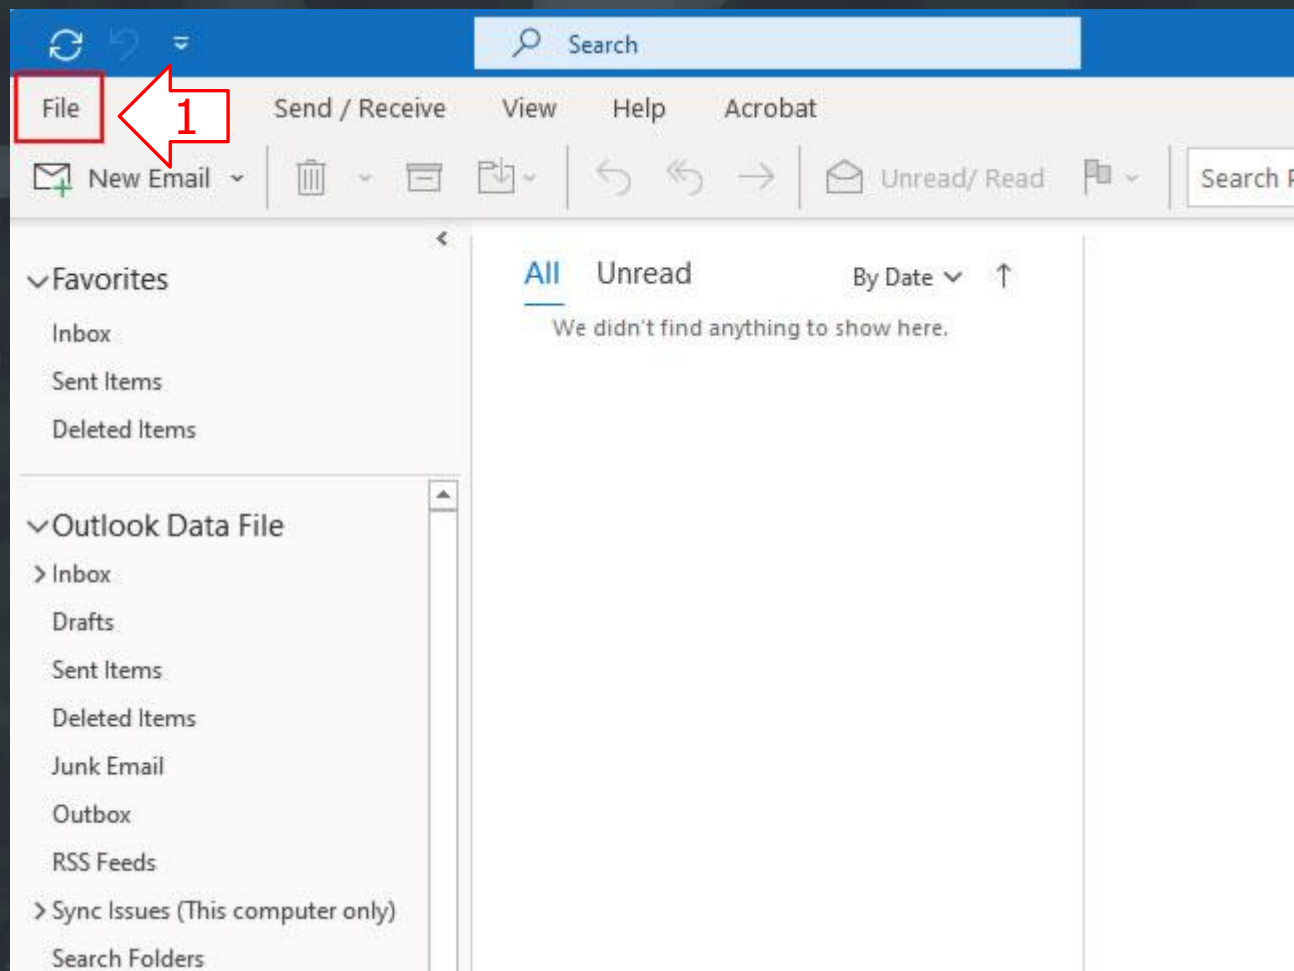 Search
File
1
Send / Receive
View
Help
Acrobat
New Email
Unread/ Read
Search
Favorites
Inbox
Sent Items
Deleted Items
All
Unread
By Date
We didn't find anything to show here.
Outlook Data File
Inbox
Drafts
Sent Items
Deleted Items
Junk Email
Outbox
RSS Feeds
Sync Issues (This computer only)
Search Folders